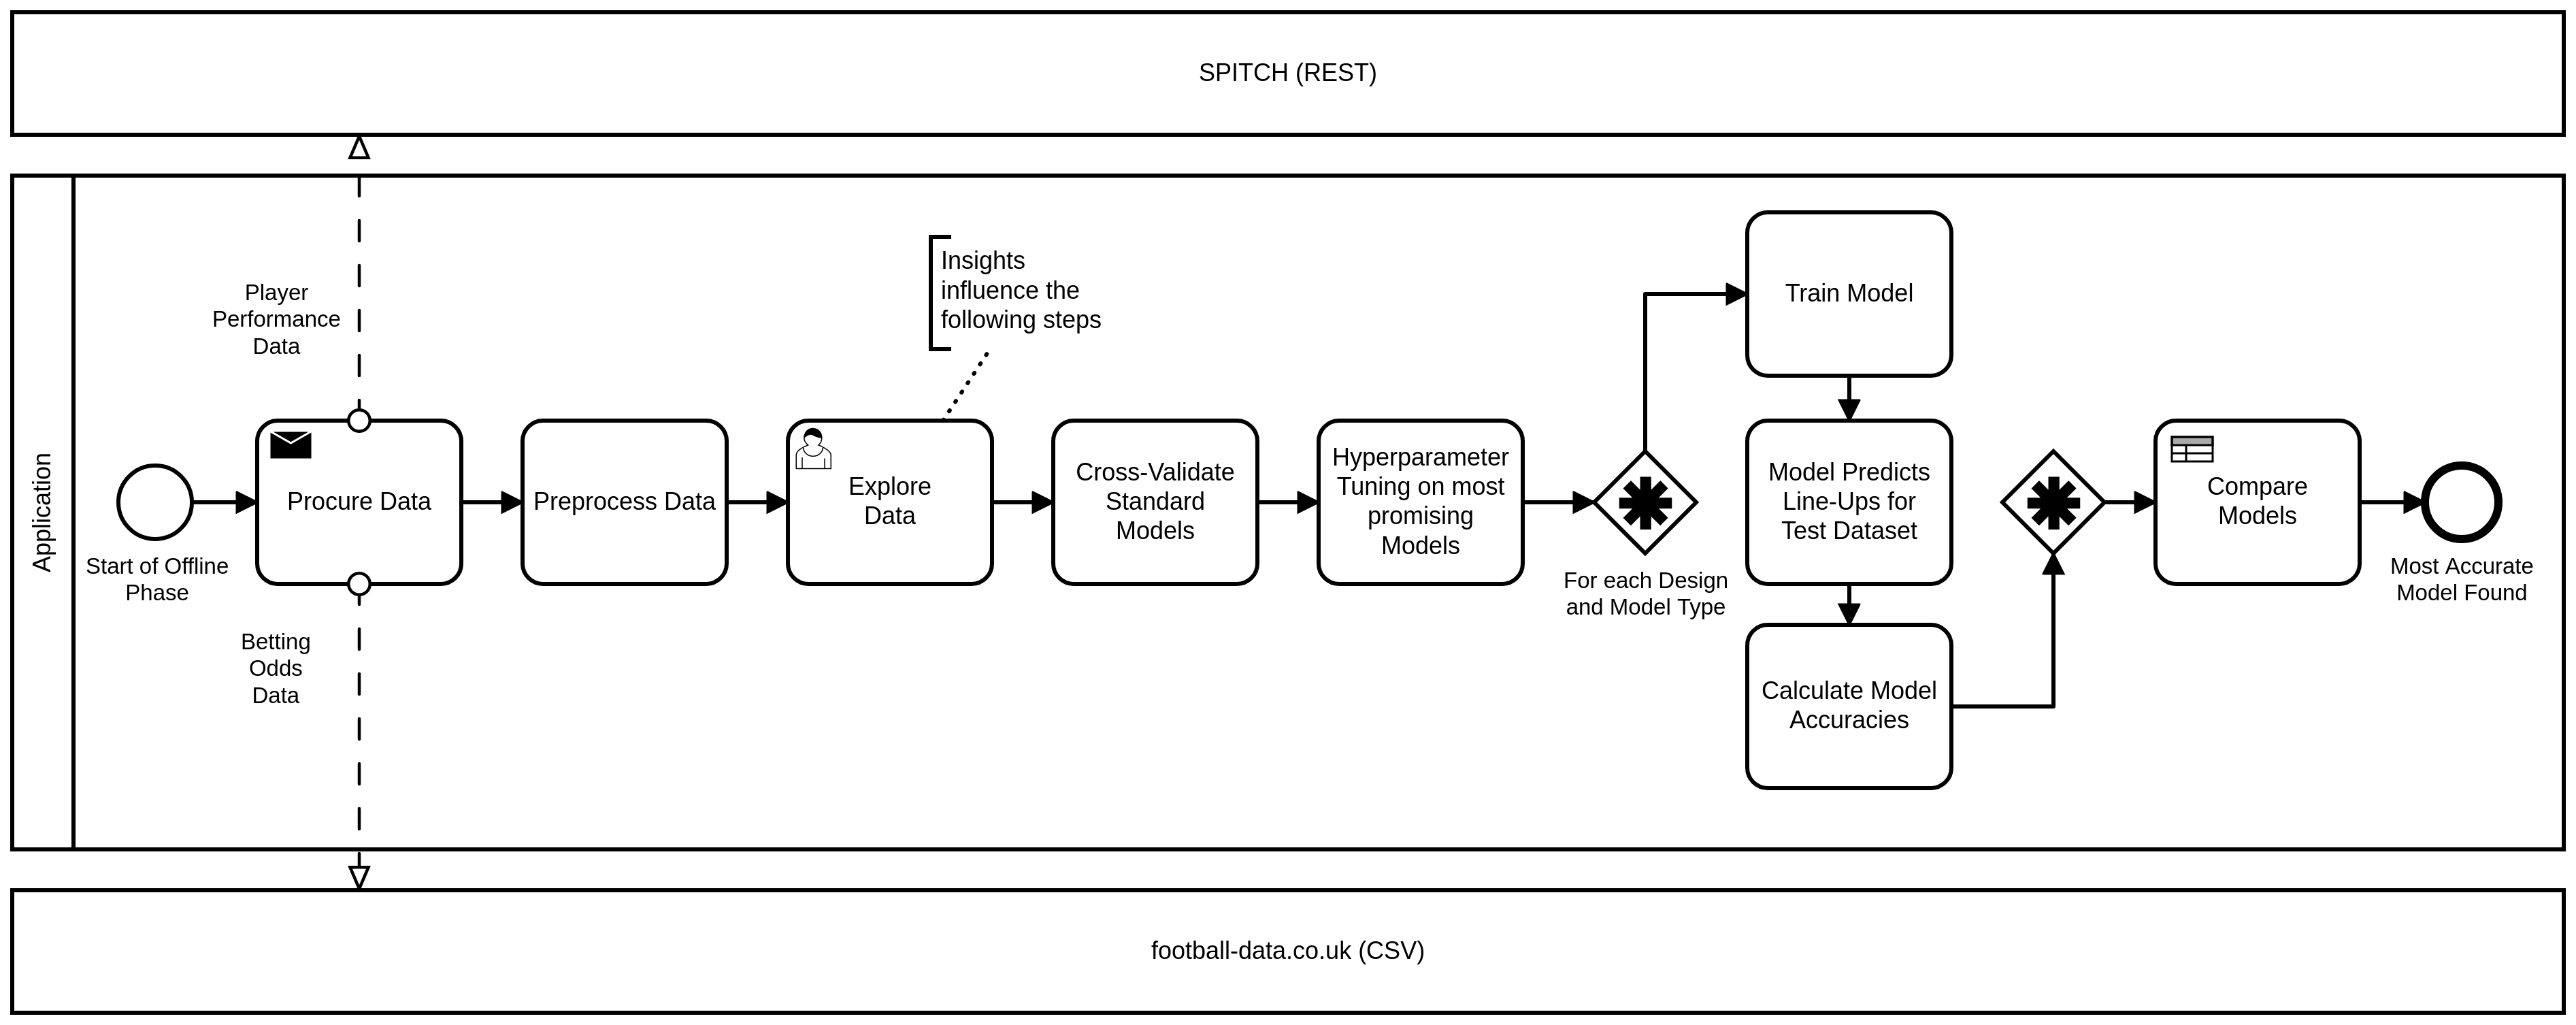 SPITCH (REST)
Application
Player
Performance
Data
Insights
influence the
following steps
Start of Offline
Phase
Procure Data
Betting
Odds
Data
Preprocess Data
Explore
Data
Cross-Validate
Standard
Models
Hyperparameter
Tuning on most
promising
Models
For each Design
and Model Type
Train Model
Model Predicts
Line-Ups for
Test Dataset
Calculate Model
Accuracies
Compare
Models
Most Accurate
Model Found
football-data.co.uk (CSV)